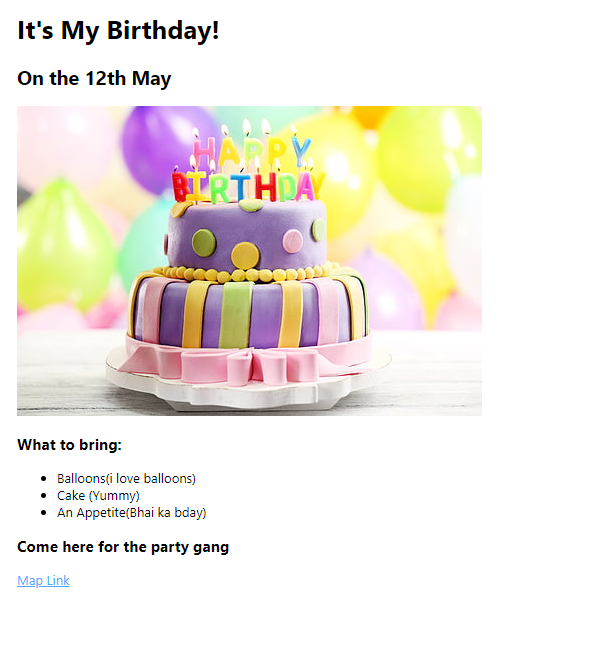 It's My Birthday!
On the 12th May
HAPPY
BIRTHDAY
What to bring:
Balloons(i love balloons)
Cake (Yummy)
An Appetite(Bhai ka bday)
Come here for the party gang
Map Link